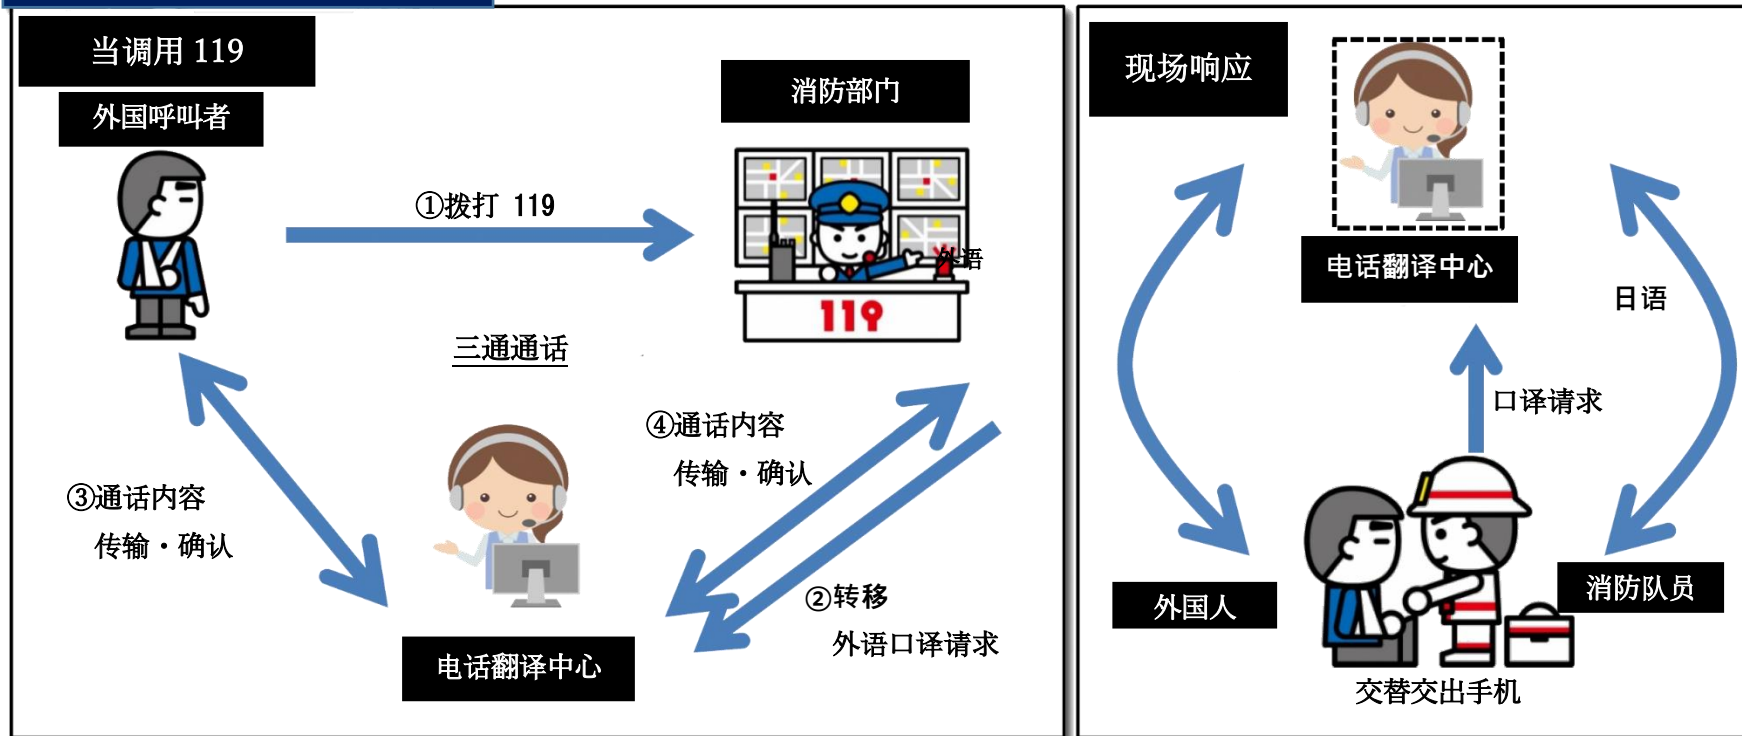 当调用 119
外国呼叫者
消防部门
①拨打 119
外语
119
三通通话
④通话内容
传输・确认
③通话内容
传输・确认
②转移
外语口译请求
电话翻译中心
现场响应
电话翻译中心
日语
口译请求
外国人
消防队员
交替交出手机